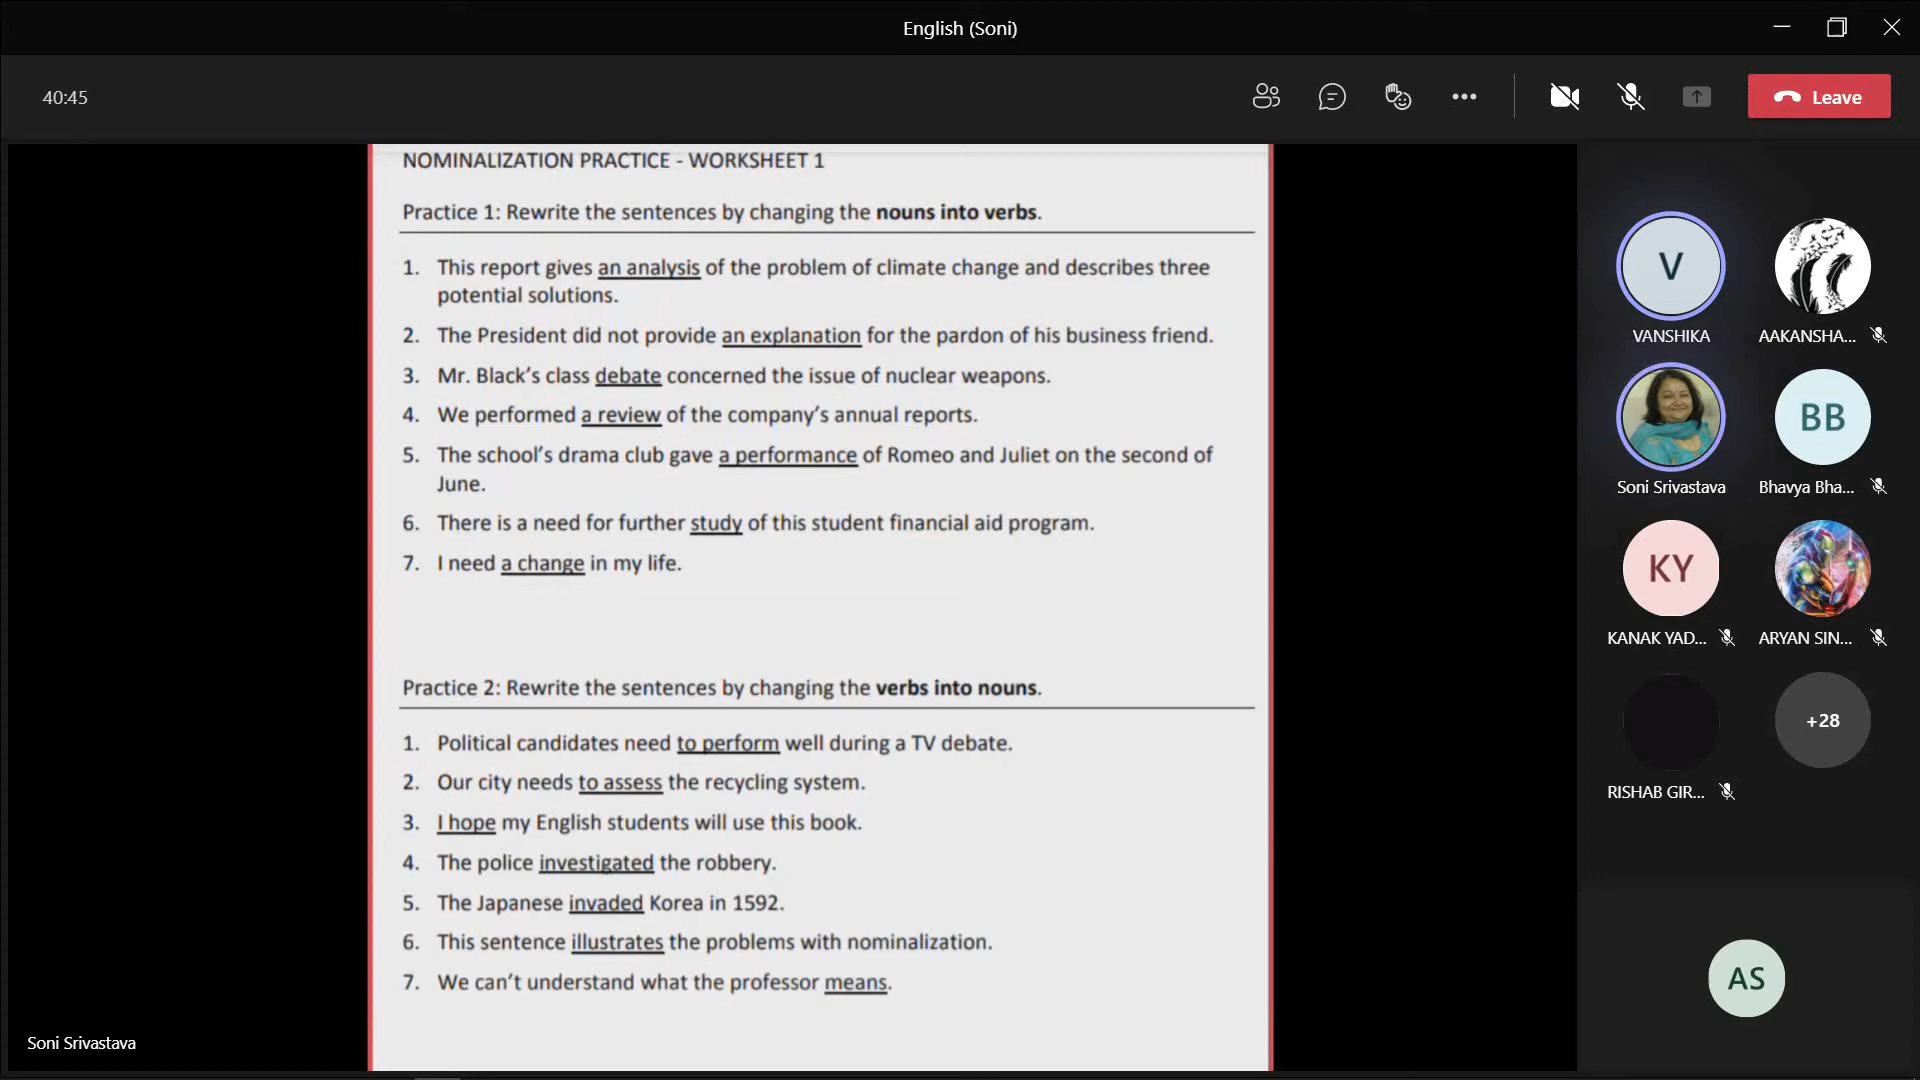 English (Soni)
40:45
Leave
NOMINALIZATION PRACTICE - WORKSHEET 1
Practice 1: Rewrite the sentences by changing the nouns into verbs.
1. This report gives an analysis of the problem of climate change and describes three
potential solutions.
2. The President did not provide an explanation for the pardon of his business friend.
3. Mr. Black's class debate concerned the issue of nuclear weapons.
4. We performed a review of the company's annual reports.
5. The school's drama club gave a performance of Romeo and Juliet on the second of
June.
6. There is a need for further study of this student financial aid program.
7. I need a change in my life.
Practice 2: Rewrite the sentences by changing the verbs into nouns.
1. Political candidates need to perform well during a TV debate.
2. Our city needs to assess the recycling system.
3. I hope my English students will use this book.
4. The police investigated the robbery.
5. The Japanese invaded Korea in 1592.
6. This sentence illustrates the problems with nominalization.
7. We can't understand what the professor means.
Soni Srivastava
V
VANSHIKA
AAKANSHA...
Soni Srivastava
BB
Bhavya Bha...
KY
KANAK YAD...
ARYAN SIN...
RISHAB GIR...
+28
AS